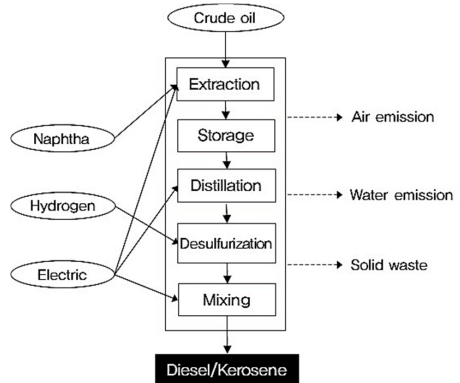 Crude oil
Extraction
Air emission
Storage
Naphtha
Distillation
Water emission
Hydrogen
Desulfurization
Solid waste
Electric
Mixing
Diesel/Kerosene